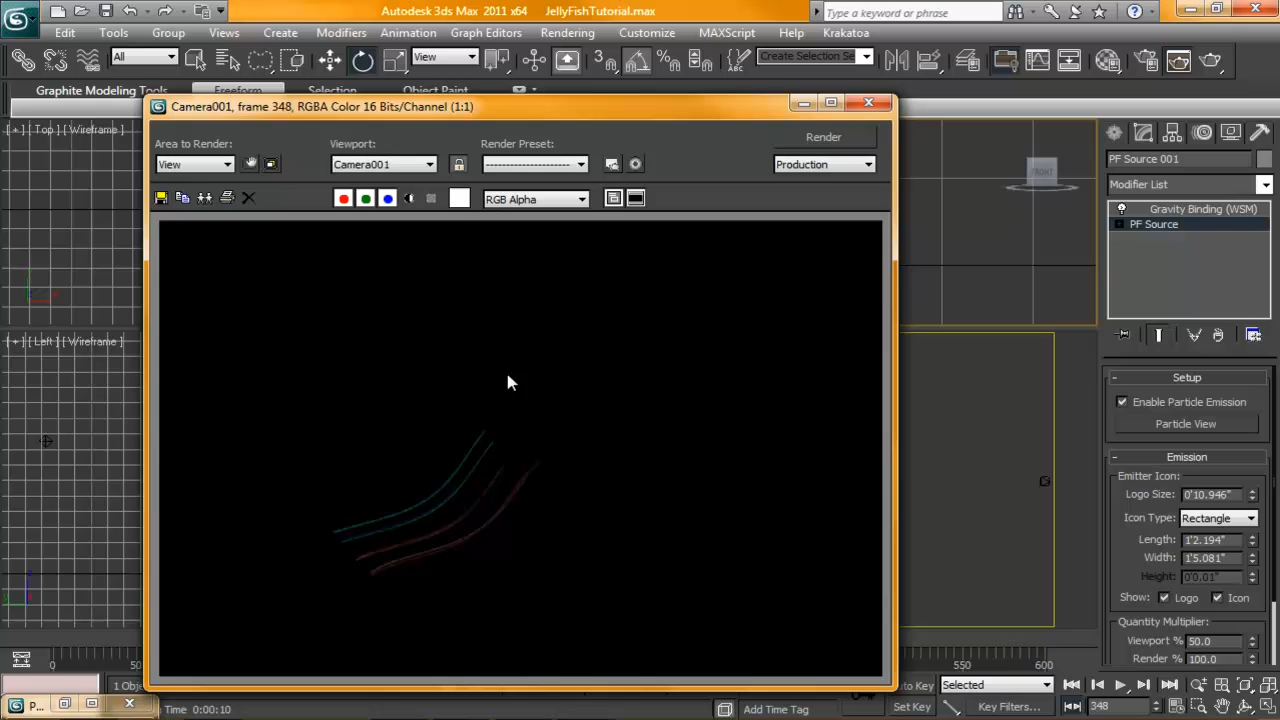 Autodesk 3ds Max 2011 x64 JellyFishTutorial.max
Type a keyword or phrase
Edit Tools Group Views Create Modifiers Animation Graph Editors Rendering Customize MAXScript Help Krakatoa
All View 3 Create Selection Se
Graphite Modeling Tools Freeform Selection Object Paint
Camera001, frame 348, RGBA Color 16 Bits/Channel (1:1)
[ + ] [ Top ] [ Wireframe ]
Area to Render: Viewport: Render Preset: Render
View Camera001 Production
RGB Alpha
FRONT
PF Source 001
Modifier List
Gravity Binding (WSM)
PF Source
[ + ] [ Left ] [ Wireframe ]
Setup
Enable Particle Emission
Particle View
Emission
Emitter Icon:
Logo Size: 0'10.946"
Icon Type: Rectangle
Length: 1'2.194"
Width: 1'5.081"
Height: 0'0.01"
Show: Logo Icon
Quantity Multiplier:
Viewport % 50.0
Render % 100.0
0 50 550 600
1 Obje Auto Key Selected
P... Time 0:00:10 Add Time Tag Set Key Key Filters... 348